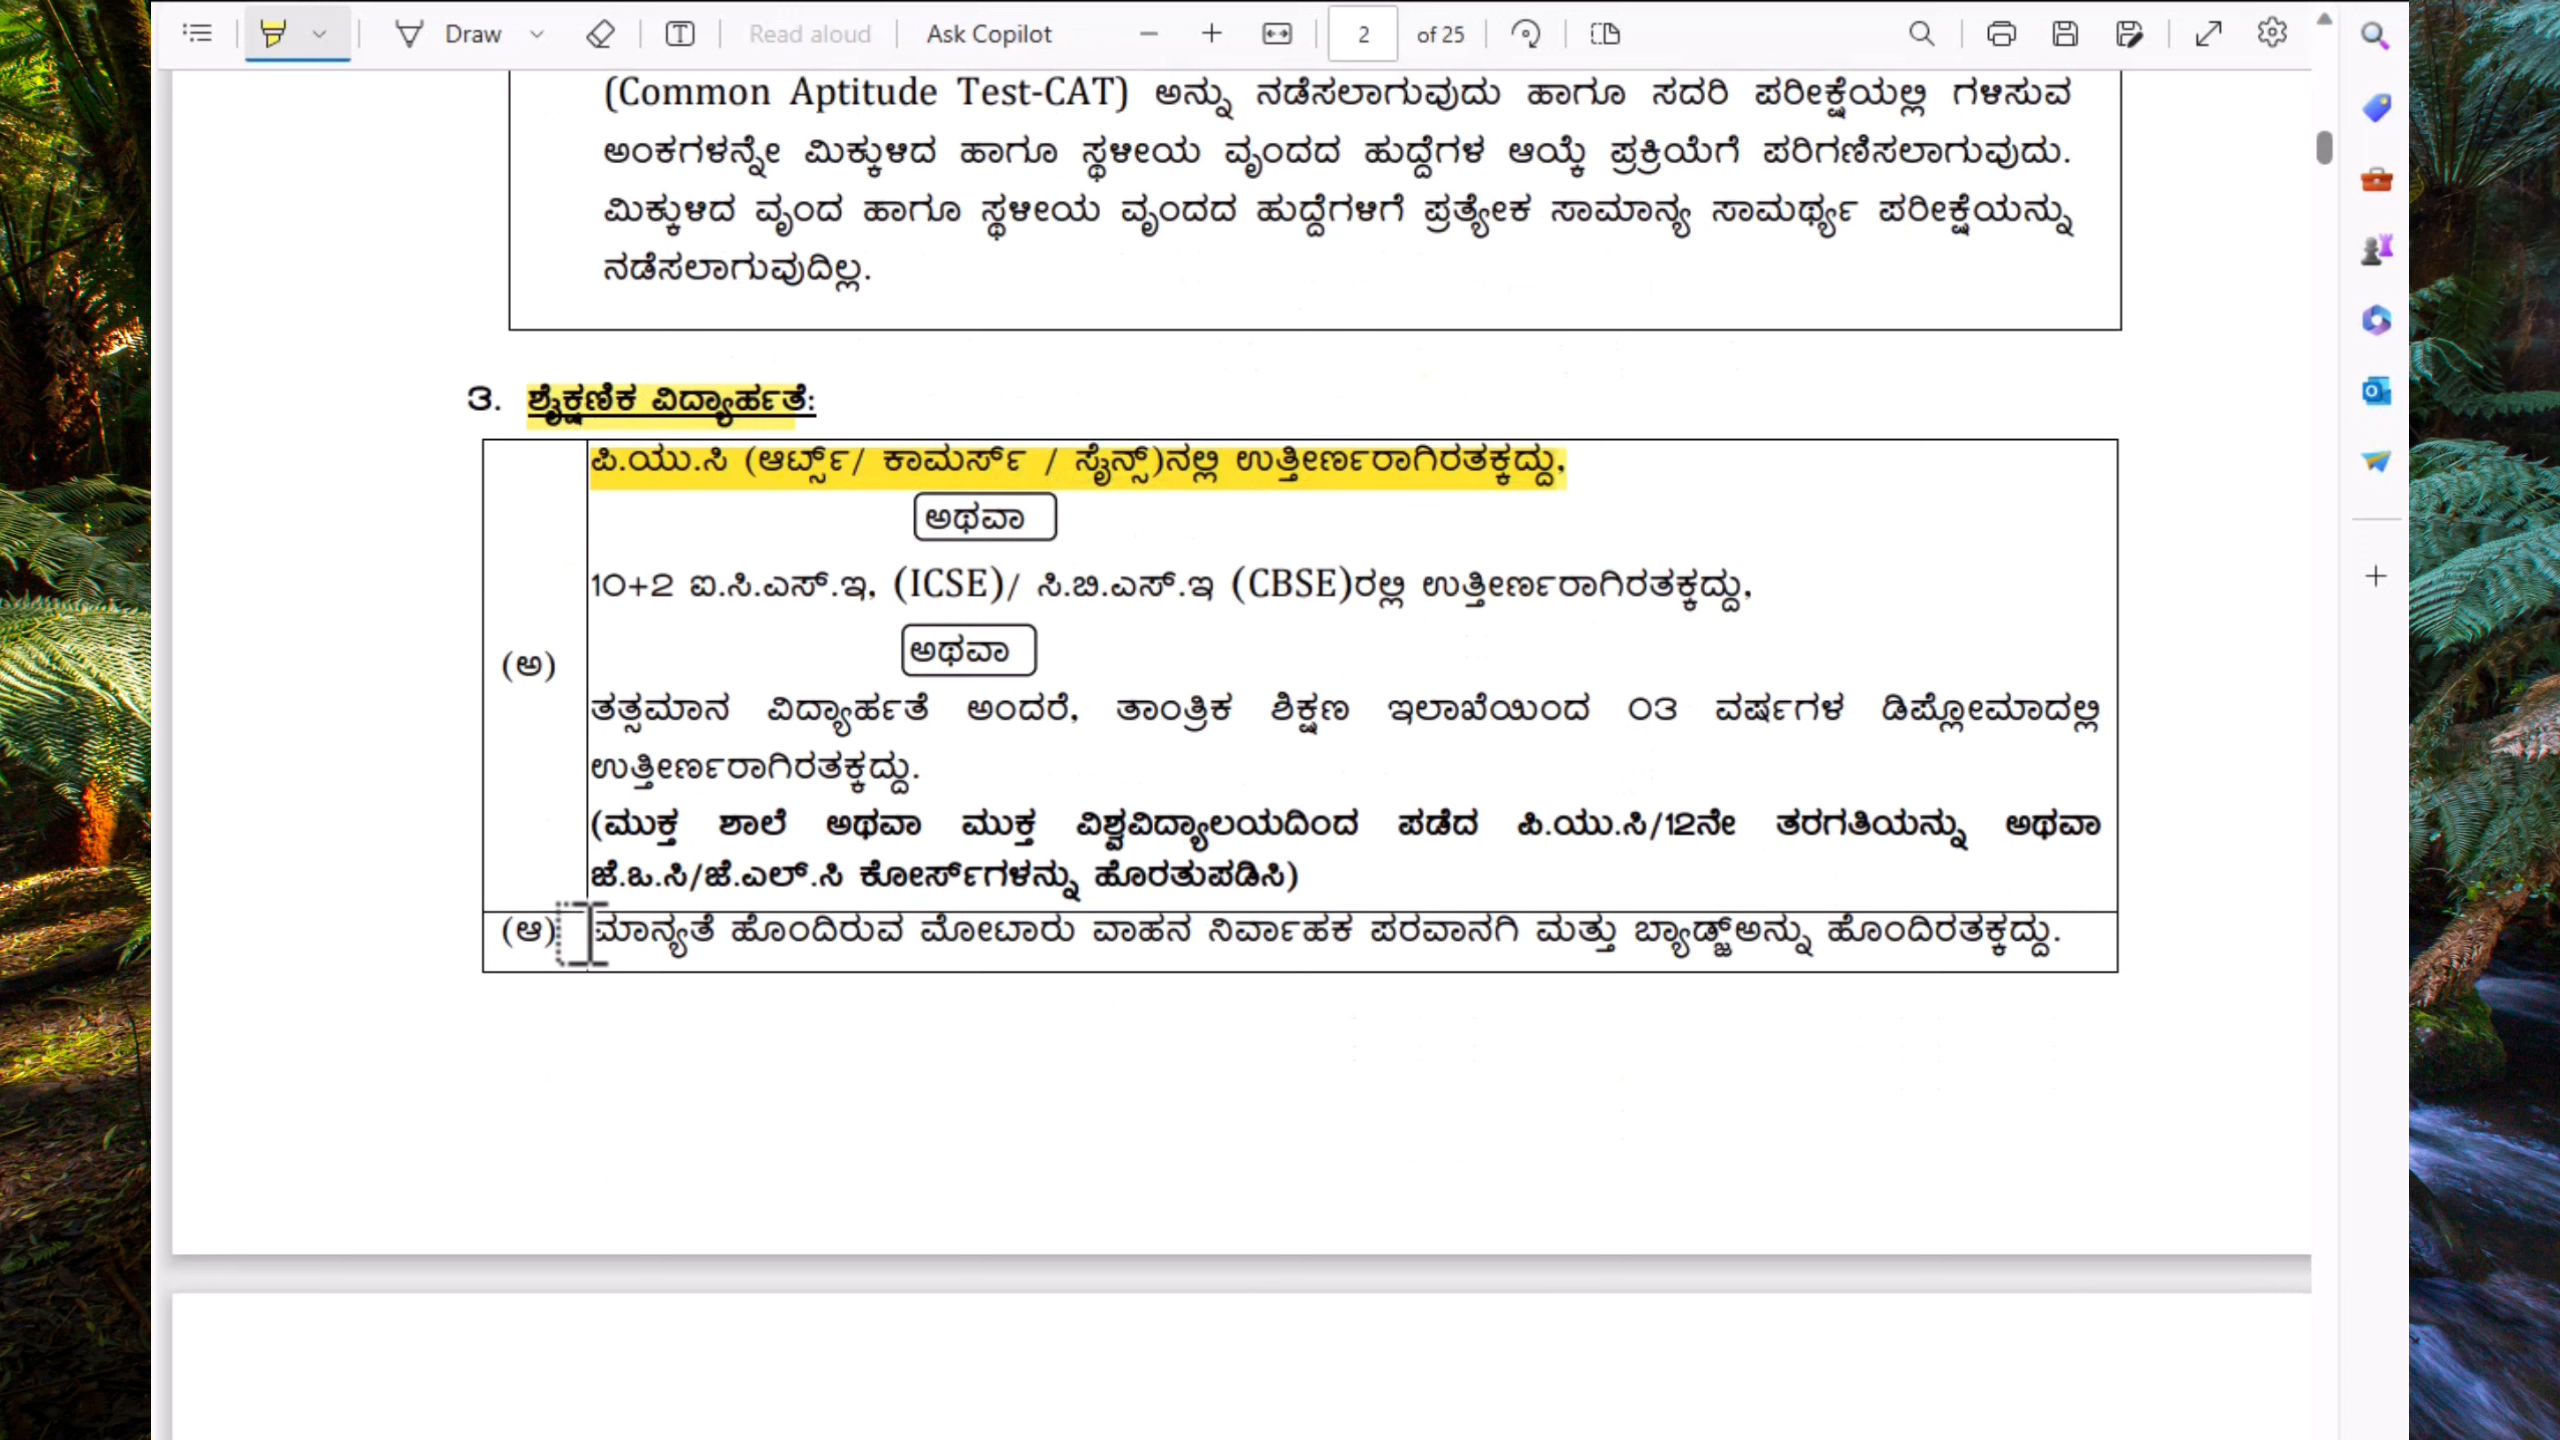 Draw
Read aloud
Ask Copilot
2
of 25
(Common Aptitude Test-CAT) ಅನ್ನು ನಡೆಸಲಾಗುವುದು ಹಾಗೂ ಸದರಿ ಪರೀಕ್ಷೆಯಲ್ಲಿ ಗಳಿಸುವ
ಅಂಕಗಳನ್ನೇ ಮಿಕ್ಕುಳಿದ ಹಾಗೂ ಸ್ಥಳೀಯ ವೃಂದದ ಹುದ್ದೆಗಳ ಆಯ್ಕೆ ಪ್ರಕ್ರಿಯೆಗೆ ಪರಿಗಣಿಸಲಾಗುವುದು.
ಮಿಕ್ಕುಳಿದ ವೃಂದ ಹಾಗೂ ಸ್ಥಳೀಯ ವೃಂದದ ಹುದ್ದೆಗಳಿಗೆ ಪ್ರತ್ಯೇಕ ಸಾಮಾನ್ಯ ಸಾಮರ್ಥ್ಯ ಪರೀಕ್ಷೆಯನ್ನು
ನಡೆಸಲಾಗುವುದಿಲ್ಲ.
3. ಶೈಕ್ಷಣಿಕ ವಿದ್ಯಾರ್ಹತೆ:
ಪಿ.ಯು.ಸಿ (ಆರ್ಟ್ಸ್/ ಕಾಮರ್ಸ್ / ಸೈನ್ಸ್)ನಲ್ಲಿ ಉತ್ತೀರ್ಣರಾಗಿರತಕ್ಕದ್ದು,
ಅಥವಾ
10+2 ಐ.ಸಿ.ಎಸ್.ಇ, (ICSE)/ ಸಿ.ಬಿ.ಎಸ್.ಇ (CBSE)ರಲ್ಲಿ ಉತ್ತೀರ್ಣರಾಗಿರತಕ್ಕದ್ದು,
ಅಥವಾ
(ಅ)
ತತ್ಸಮಾನ ವಿದ್ಯಾರ್ಹತೆ ಅಂದರೆ, ತಾಂತ್ರಿಕ ಶಿಕ್ಷಣ ಇಲಾಖೆಯಿಂದ 03 ವರ್ಷಗಳ ಡಿಪ್ಲೋಮಾದಲ್ಲಿ
ಉತ್ತೀರ್ಣರಾಗಿರತಕ್ಕದ್ದು.
(ಮುಕ್ತ ಶಾಲೆ ಅಥವಾ ಮುಕ್ತ ವಿಶ್ವವಿದ್ಯಾಲಯದಿಂದ ಪಡೆದ ಪಿ.ಯು.ಸಿ/12ನೇ ತರಗತಿಯನ್ನು ಅಥವಾ
ಜೆ.ಒ.ಸಿ/ಜೆ.ಎಲ್.ಸಿ ಕೋರ್ಸ್‌ಗಳನ್ನು ಹೊರತುಪಡಿಸಿ)
(ಆ) ಮಾನ್ಯತೆ ಹೊಂದಿರುವ ಮೋಟಾರು ವಾಹನ ನಿರ್ವಾಹಕ ಪರವಾನಗಿ ಮತ್ತು ಬ್ಯಾಡ್ಜ್‌ಅನ್ನು ಹೊಂದಿರತಕ್ಕದ್ದು.